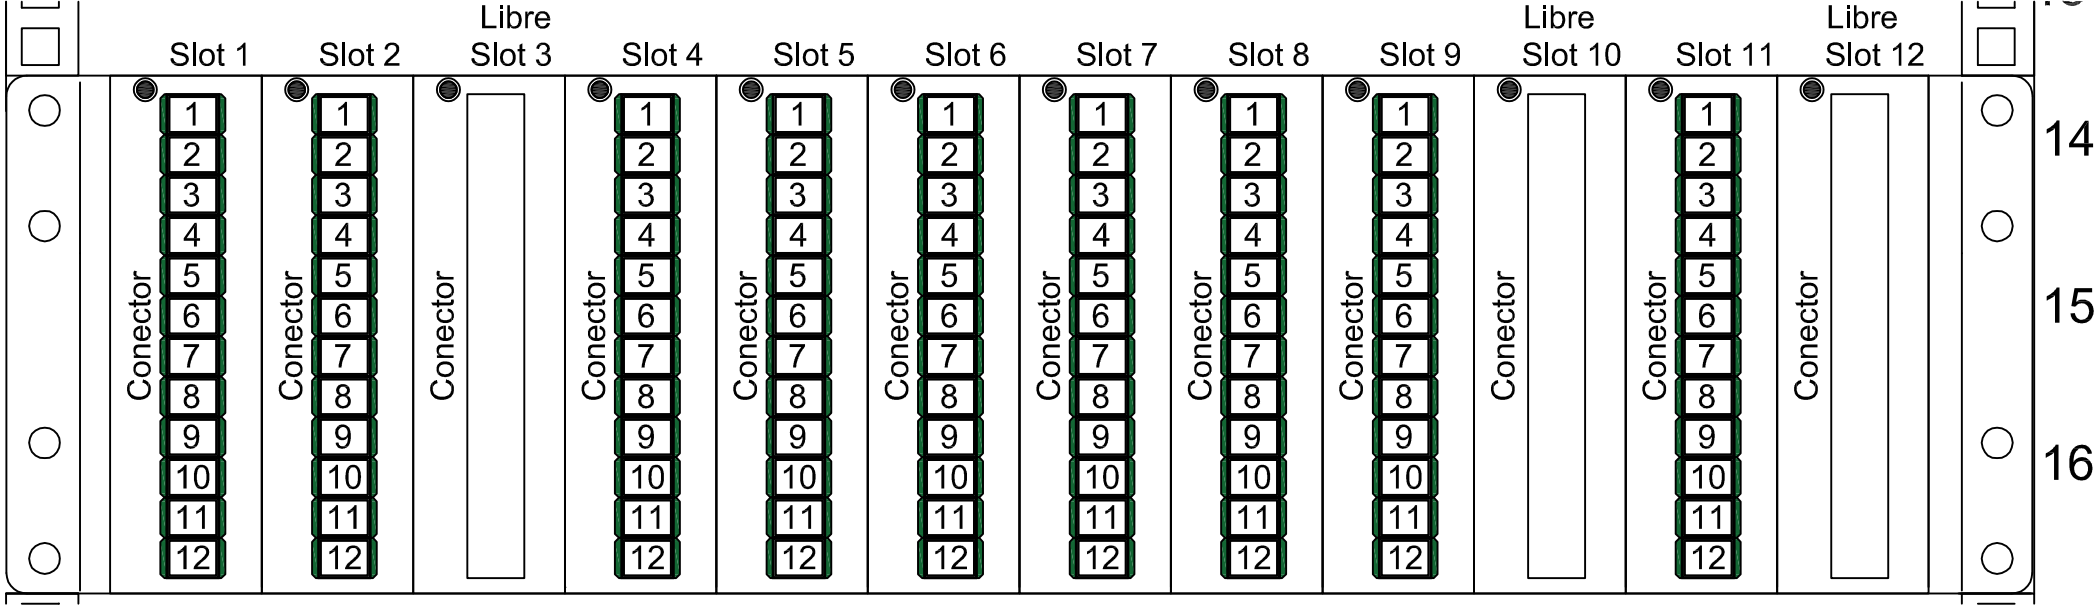 Libre Libre Libre
Slot 1 Slot 2 Slot 3 Slot 4 Slot 5 Slot 6 Slot 7 Slot 8 Slot 9 Slot 10 Slot 11 Slot 12
1 1 1 1 1 1 1 1 1
14
2 2 2 2 2 2 2 2 2
3 3 3 3 3 3 3 3 3
4 4 4 4 4 4 4 4 4
5 5 5 5 5 5 5 5 5
15
6 6 6 6 6 6 6 6 6
Conector Conector Conector Conector Conector Conector Conector Conector Conector Conector Conector Conector
7 7 7 7 7 7 7 7 7
8 8 8 8 8 8 8 8 8
9 9 9 9 9 9 9 9 9
16
10 10 10 10 10 10 10 10 10
11 11 11 11 11 11 11 11 11
12 12 12 12 12 12 12 12 12